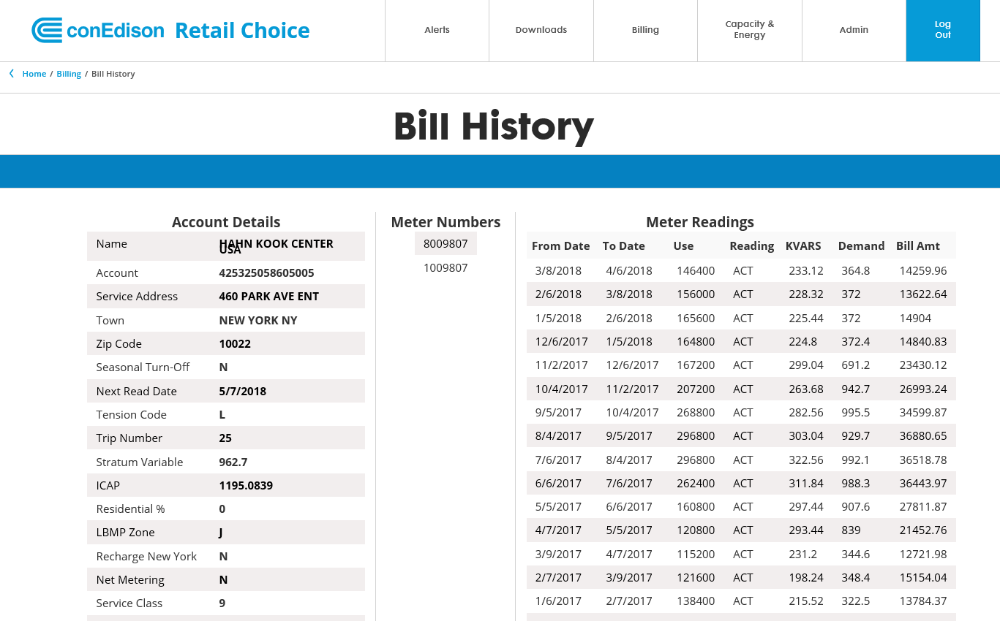 conEdison Retail Choice
Alerts
Downloads
Billing
Capacity &
Energy
Admin
Log
Out
Home / Billing / Bill History
Bill History
Account Details
Name HAHN KOOK CENTER
USA
Account 425325058605005
Service Address 460 PARK AVE ENT
Town NEW YORK NY
Zip Code 10022
Seasonal Turn-Off N
Next Read Date 5/7/2018
Tension Code L
Trip Number 25
Stratum Variable 962.7
ICAP 1195.0839
Residential % 0
LBMP Zone J
Recharge New York N
Net Metering N
Service Class 9
Meter Numbers
8009807
1009807
Meter Readings
From Date To Date Use Reading KVARS Demand Bill Amt
3/8/2018 4/6/2018 146400 ACT 233.12 364.8 14259.96
2/6/2018 3/8/2018 156000 ACT 228.32 372 13622.64
1/5/2018 2/6/2018 165600 ACT 225.44 372 14904
12/6/2017 1/5/2018 164800 ACT 224.8 372.4 14840.83
11/2/2017 12/6/2017 167200 ACT 299.04 691.2 23430.12
10/4/2017 11/2/2017 207200 ACT 263.68 942.7 26993.24
9/5/2017 10/4/2017 268800 ACT 282.56 995.5 34599.87
8/4/2017 9/5/2017 296800 ACT 303.04 929.7 36880.65
7/6/2017 8/4/2017 296800 ACT 322.56 992.1 36518.78
6/6/2017 7/6/2017 262400 ACT 311.84 988.3 36443.97
5/5/2017 6/6/2017 160800 ACT 297.44 907.6 27811.87
4/7/2017 5/5/2017 120800 ACT 293.44 839 21452.76
3/9/2017 4/7/2017 115200 ACT 231.2 344.6 12721.98
2/7/2017 3/9/2017 121600 ACT 198.24 348.4 15154.04
1/6/2017 2/7/2017 138400 ACT 215.52 322.5 13784.37